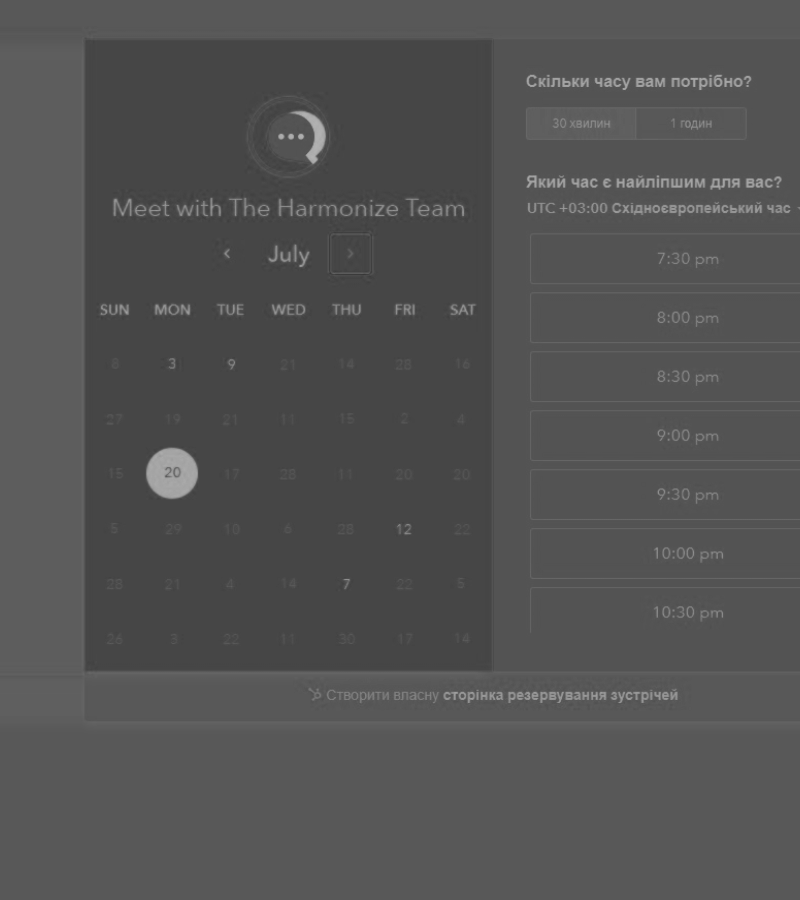 Meet with The Harmonize Team
July
SUN MON TUE WED THU FRI SAT
8 3 9 21 14 28 16
27 19 21 11 15 2 4
15 20 17 28 11 20 20
5 29 10 6 28 12 22
28 21 4 14 7 22 5
26 3 22 11 30 17 14
Скільки часу вам потрібно?
30 хвилин 1 годин
Який час є найліпшим для вас?
UTC +03:00 Східноєвропейський час
7:30 pm
8:00 pm
8:30 pm
9:00 pm
9:30 pm
10:00 pm
10:30 pm
Створити власну сторінка резервування зустрічей